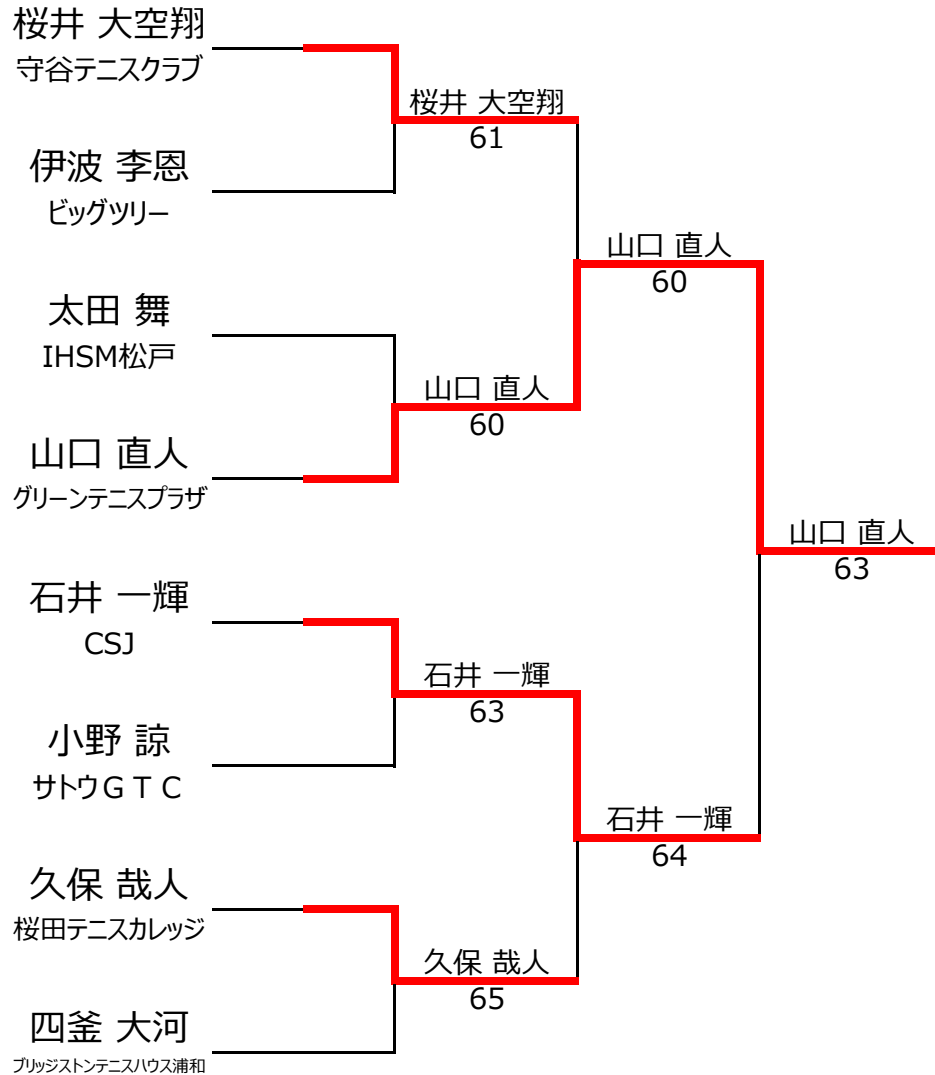 桜井 大空翔
守谷テニスクラブ
伊波 李恩
ビッグツリー
太田 舞
IHSM松戸
山口 直人
グリーンテニスプラザ
石井 一輝
CSJ
小野 諒
サトウＧＴＣ
久保 哉人
桜田テニスカレッジ
四釜 大河
ブリッジストンテニスハウス浦和
桜井 大空翔
61
山口 直人
60
石井 一輝
63
久保 哉人
65
山口 直人
60
石井 一輝
64
山口 直人
63